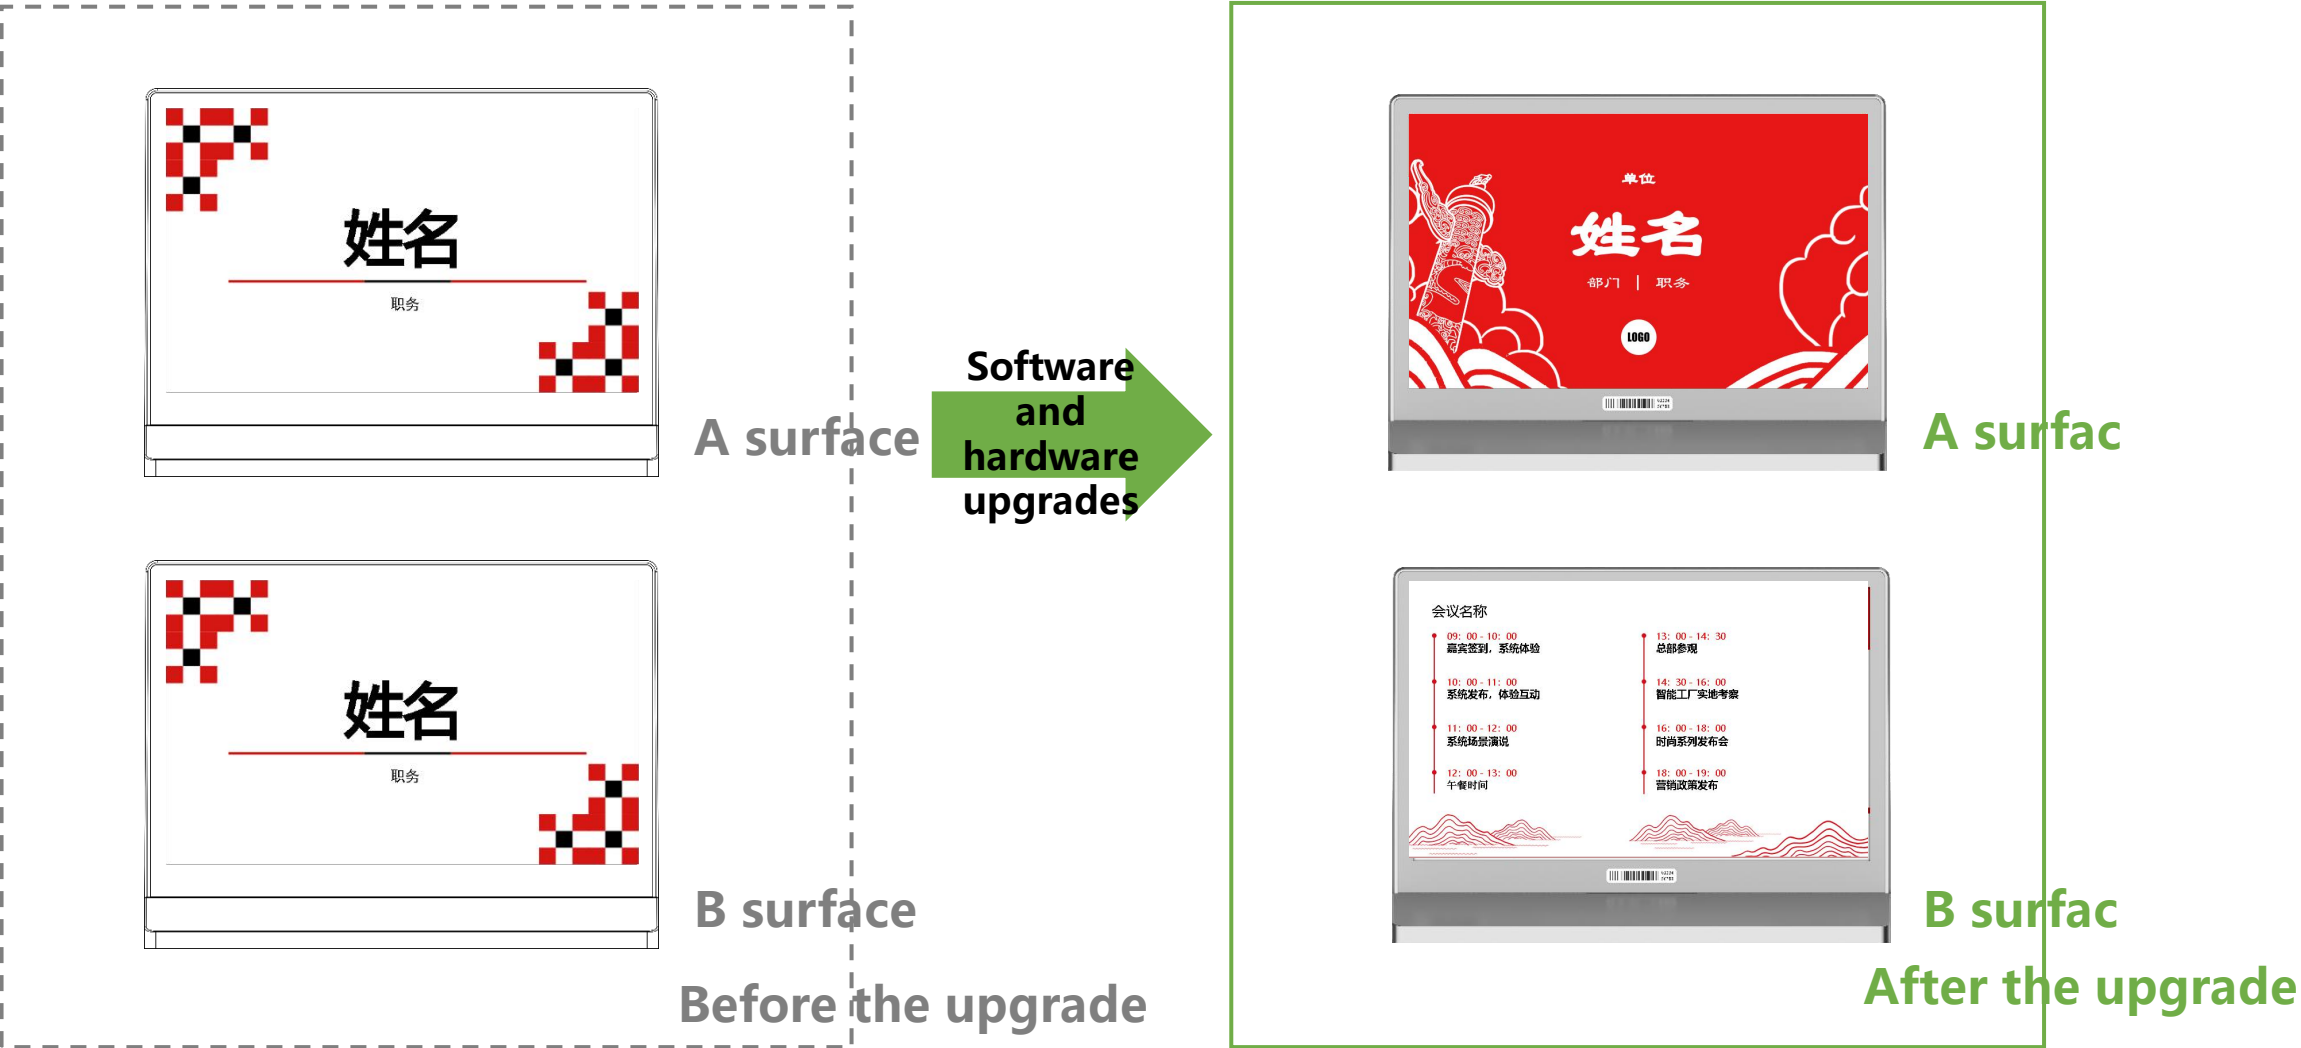 姓名
职务
A surface
姓名
职务
B surface
Before the upgrade
Software
and
hardware
upgrades
单位
姓名
部门 | 职务
LOGO
A surfac
会议名称
09: 00 - 10: 00
嘉宾签到，系统体验
10: 00 - 11: 00
系统发布，体验互动
11: 00 - 12: 00
系统场景演说
12: 00 - 13: 00
午餐时间
13: 00 - 14: 30
总部参观
14: 30 - 16: 00
智能工厂实地考察
16: 00 - 18: 00
时尚系列发布会
18: 00 - 19: 00
营销政策发布
B surfac
After the upgrade